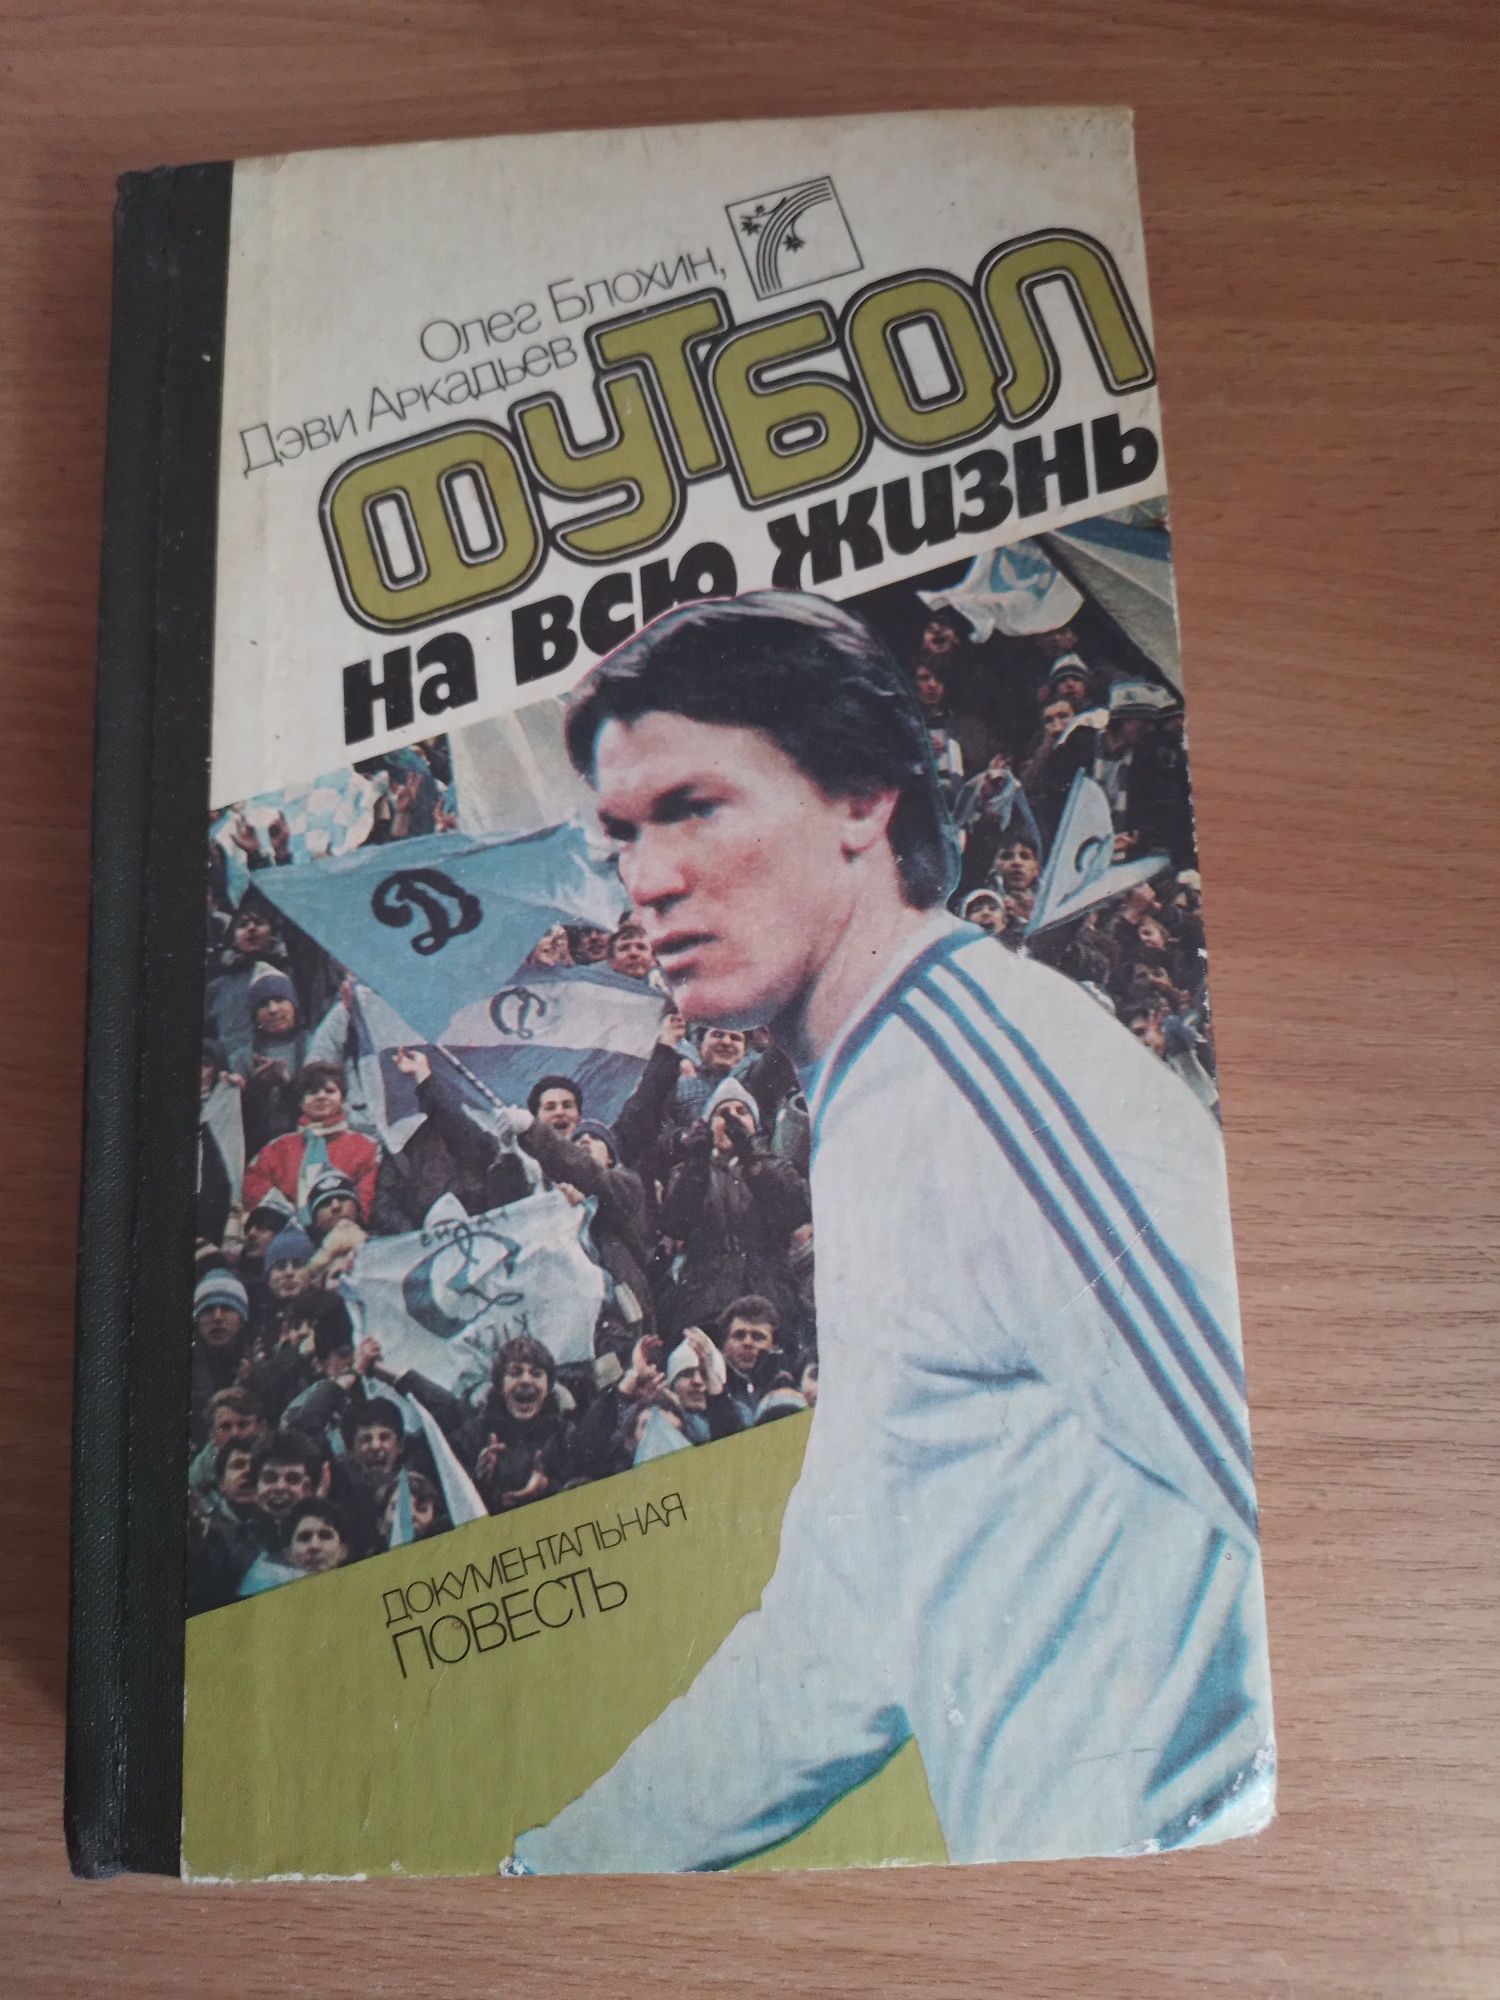 Олег Блохин,
Дэви Аркадьев
ФУТБОЛ
на всю жизнь
Д
ДОКУМЕНТАЛЬНАЯ
ПОВЕСТЬ